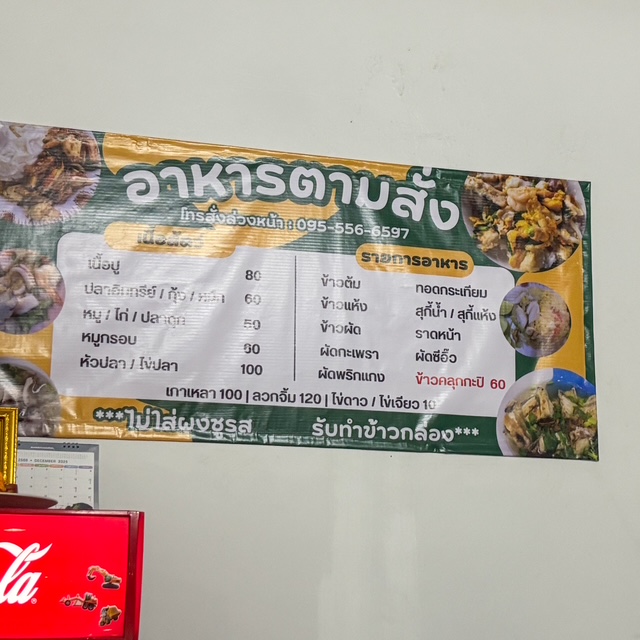 อาหารตามสั่ง
โทรสั่งล่วงหน้า : 095-556-6597
เนื้อสัตว์
เนื้อปู 80
ปลาอินทรีย์ / กุ้ง / หมึก 60
หมู / ไก่ / ปลาดุก 50
หมูกรอบ 60
หัวปลา / ไข่ปลา 100
รายการอาหาร
ข้าวต้ม ทอดกระเทียม
ข้าวแห้ง สุกี้น้ำ / สุกี้แห้ง
ข้าวผัด ราดหน้า
ผัดกะเพรา ผัดซีอิ๊ว
ผัดพริกแกง ข้าวคลุกกะปิ 60
เกาเหลา 100 | ลวกจิ้ม 120 | ไข่ดาว / ไข่เจียว 10
***ไม่ใส่ผงชูรส รับทำข้าวกล่อง***